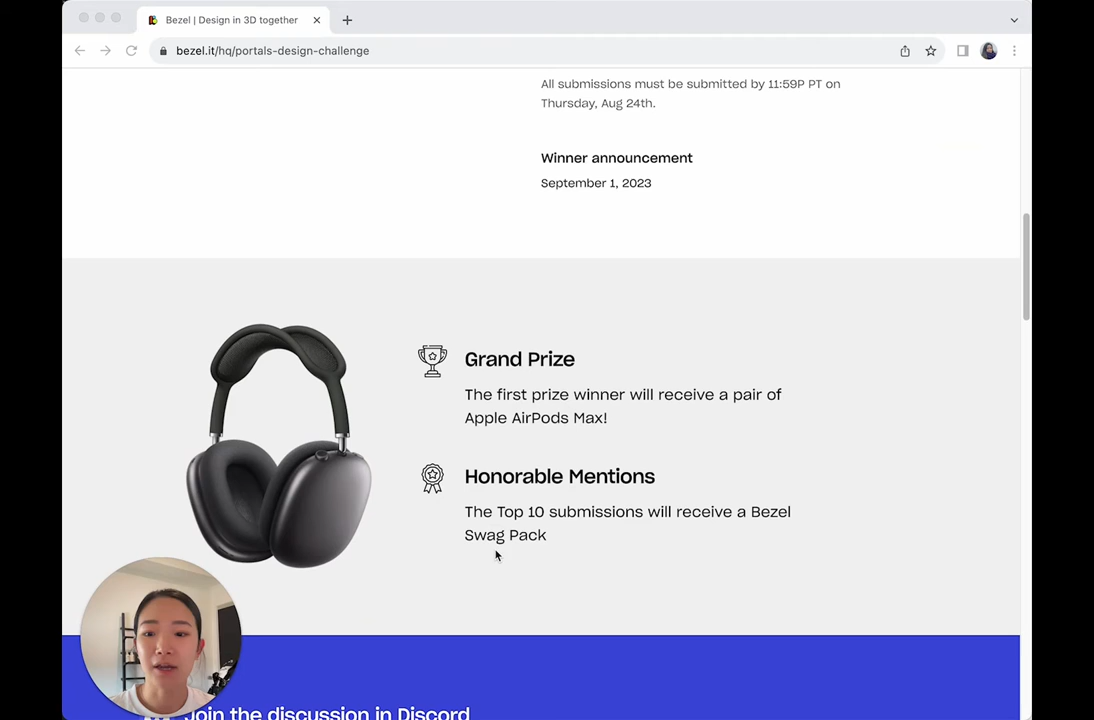 Bezel | Design in 3D together
bezel.it/hq/portals-design-challenge
All submissions must be submitted by 11:59P PT on
Thursday, Aug 24th.
Winner announcement
September 1, 2023
Grand Prize
The first prize winner will receive a pair of
Apple AirPods Max!
Honorable Mentions
The Top 10 submissions will receive a Bezel
Swag Pack
Join the discussion in Discord